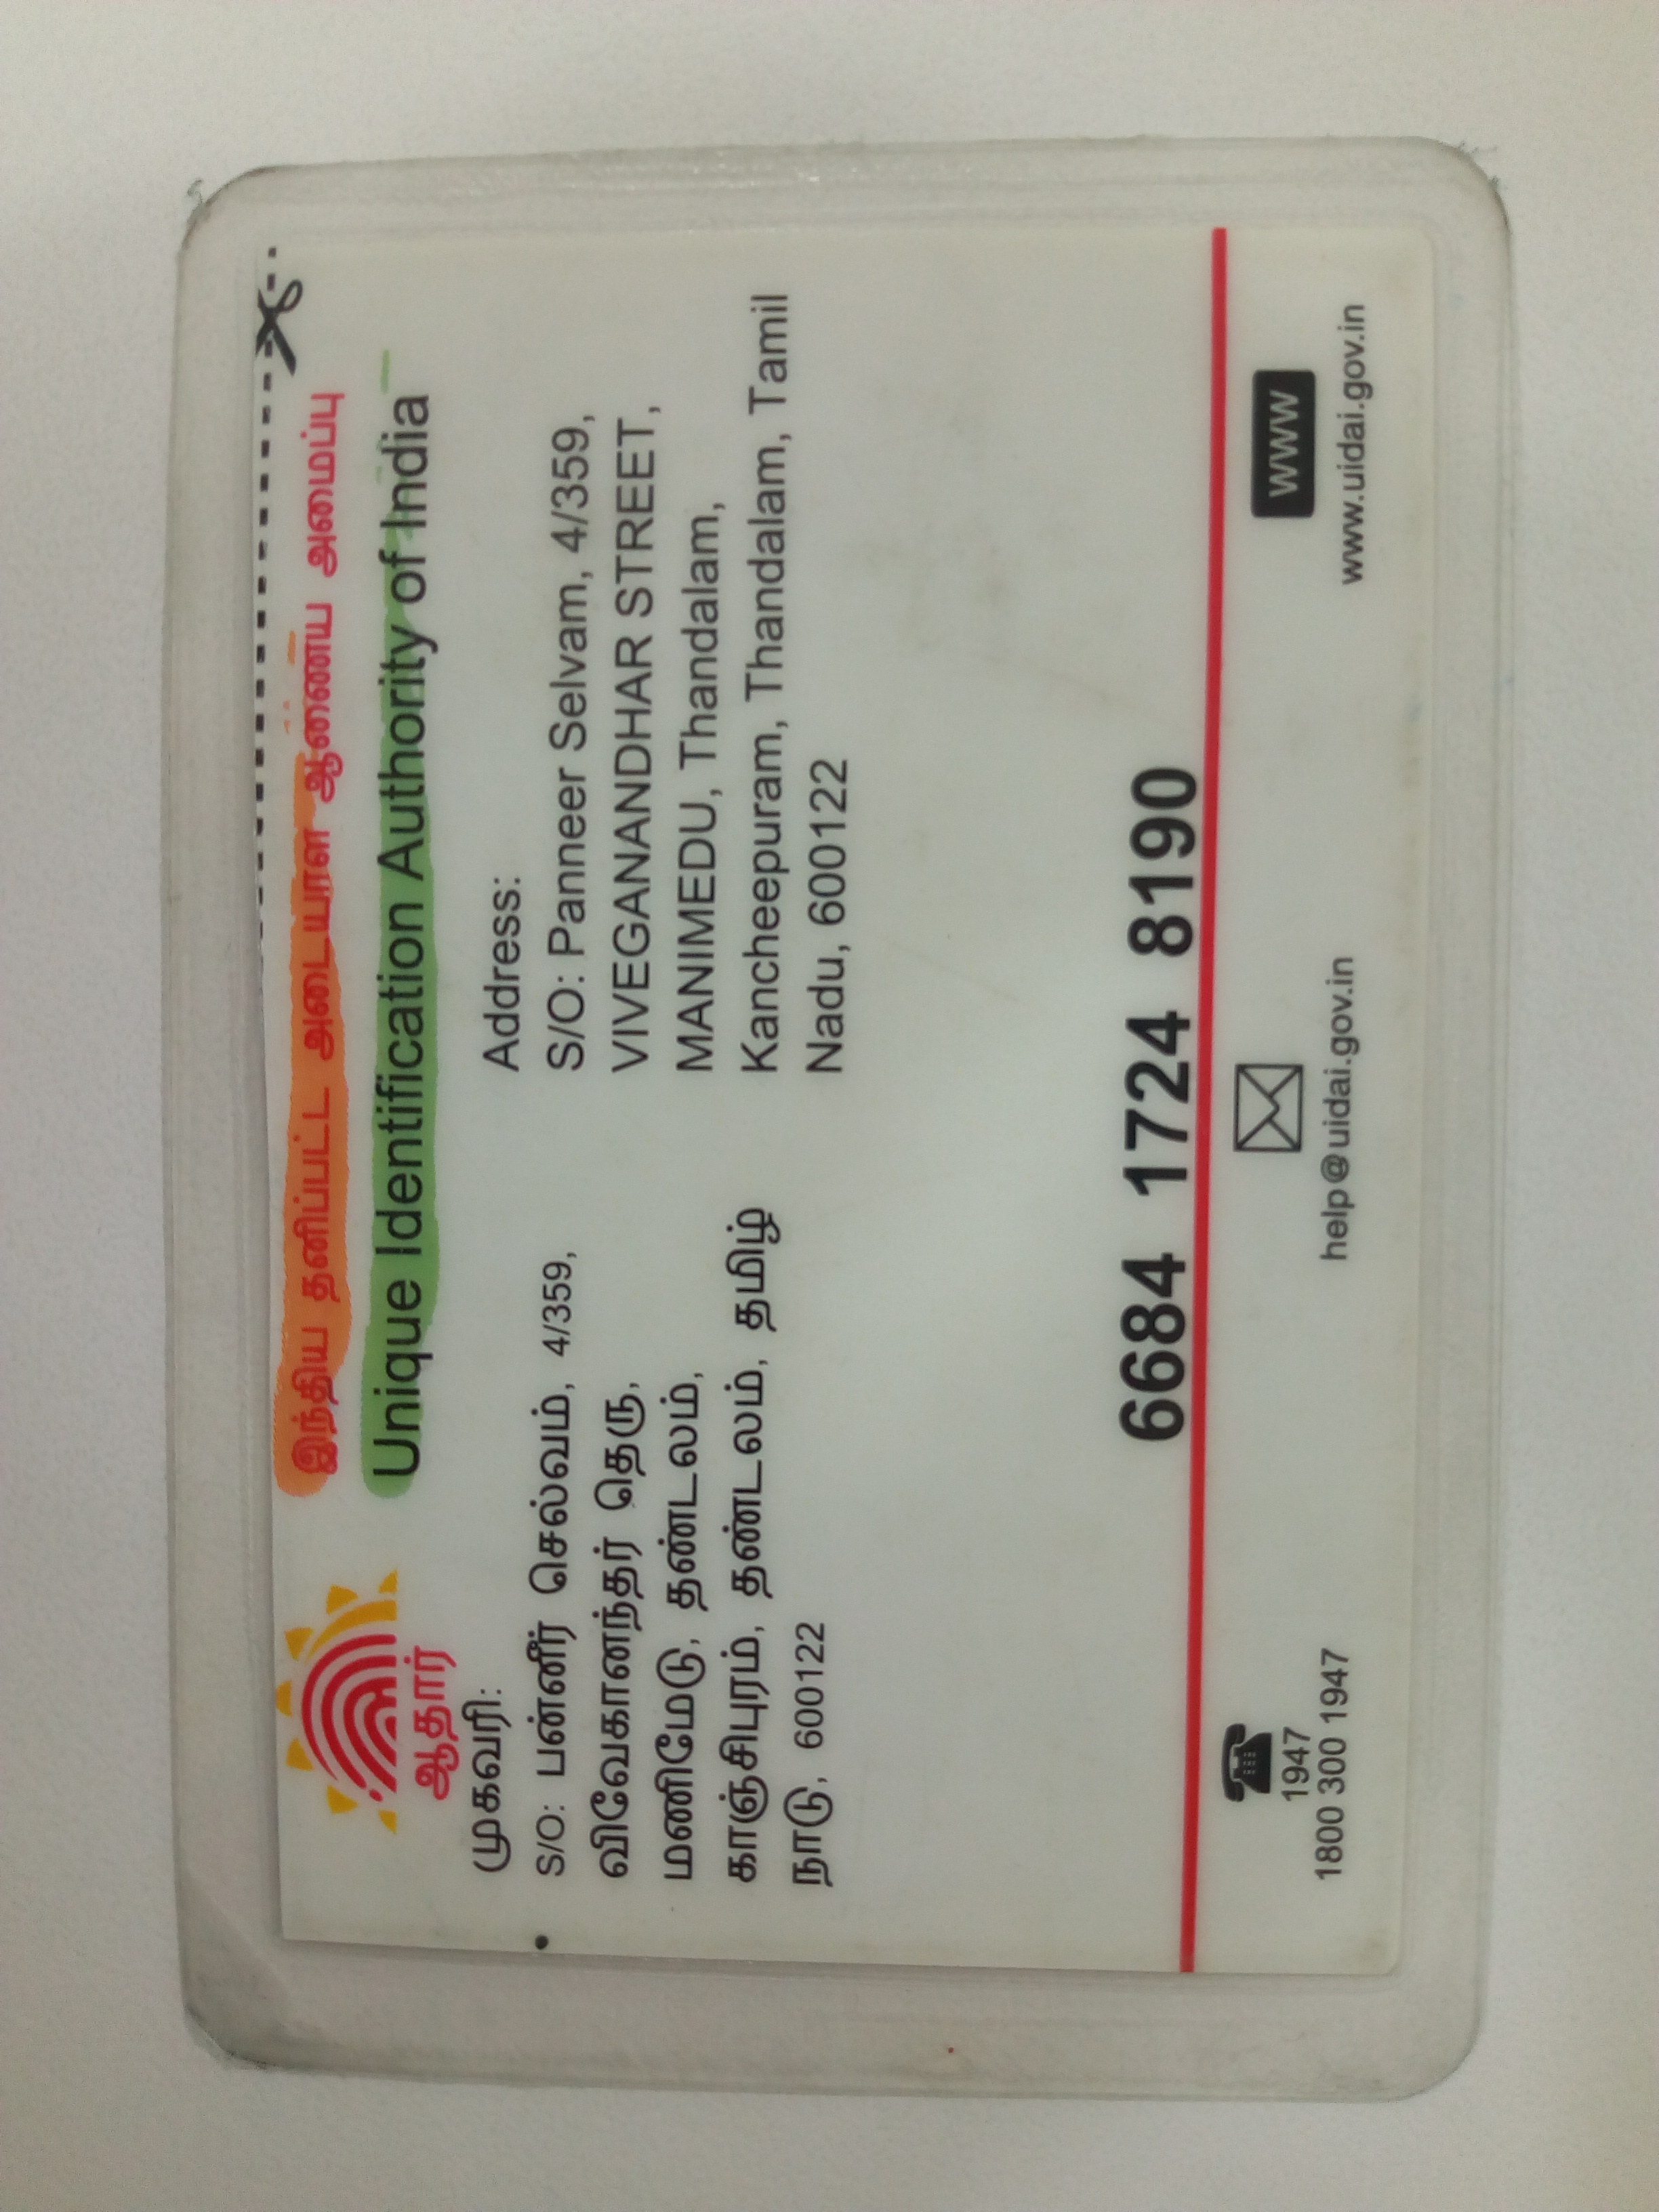 இந்திய தனிப்பட்ட அடையாள ஆணைய அமைப்பு
Unique Identification Authority of India
ஆதார்
முகவரி:
S/O: பன்னீர் செல்வம், 4/359,
விவேகானந்தர் தெரு,
மணிமேடு, தண்டலம்,
காஞ்சிபுரம், தண்டலம், தமிழ்
நாடு, 600122
Address:
S/O: Panneer Selvam, 4/359,
VIVEGANANDHAR STREET,
MANIMEDU, Thandalam,
Kancheepuram, Thandalam, Tamil
Nadu, 600122
6684 1724 8190
1947
1800 300 1947
help@uidai.gov.in
WWW
www.uidai.gov.in